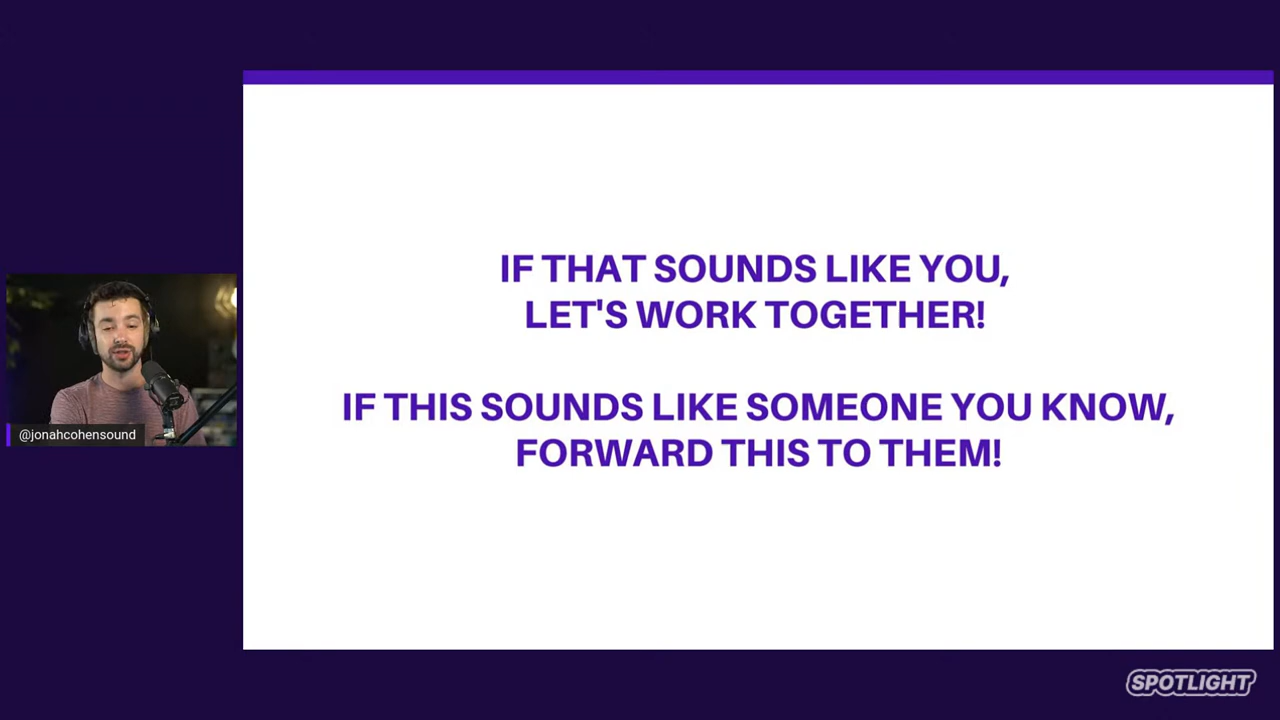 IF THAT SOUNDS LIKE YOU,
LET'S WORK TOGETHER!
IF THIS SOUNDS LIKE SOMEONE YOU KNOW,
FORWARD THIS TO THEM!
@jonahcohensound
SPOTLIGHT